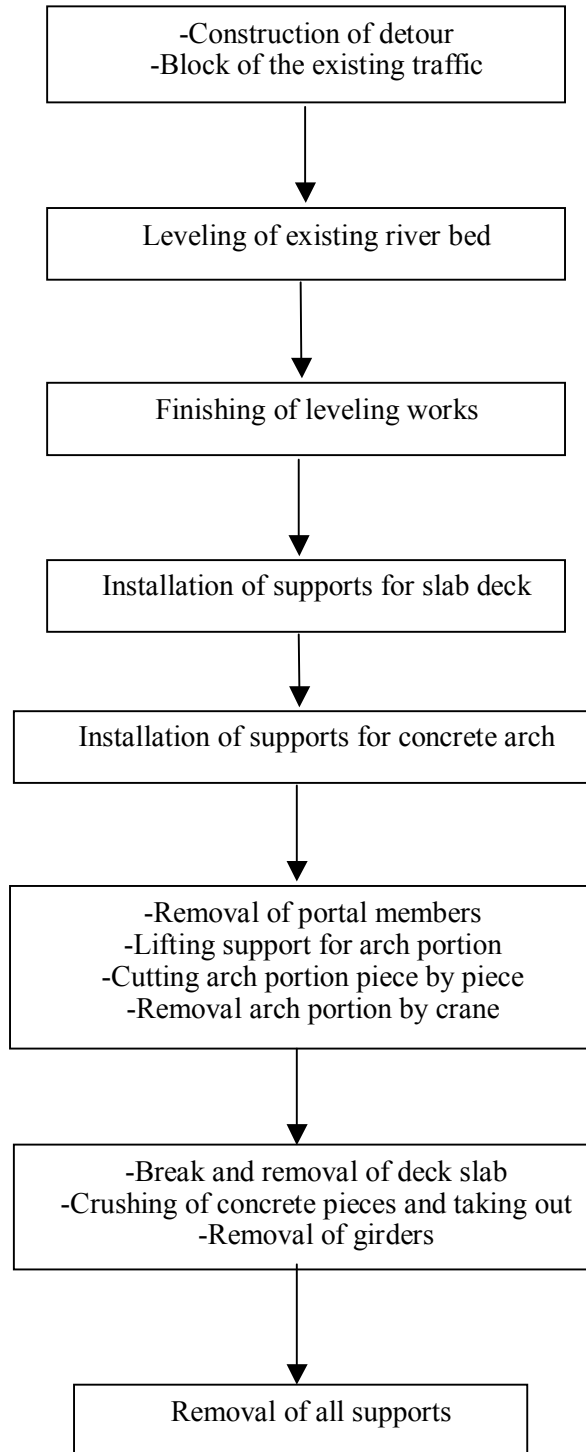 -Construction of detour
-Block of the existing traffic
Leveling of existing river bed
Finishing of leveling works
Installation of supports for slab deck
Installation of supports for concrete arch
-Removal of portal members
-Lifting support for arch portion
-Cutting arch portion piece by piece
-Removal arch portion by crane
-Break and removal of deck slab
-Crushing of concrete pieces and taking out
-Removal of girders
Removal of all supports